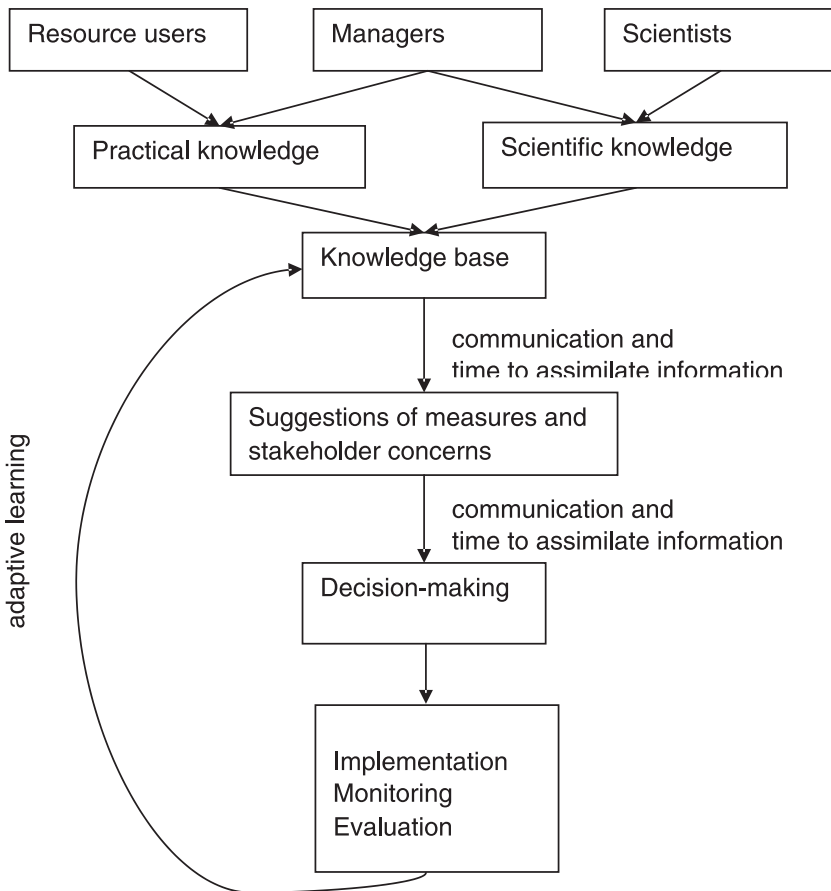 Resource users
Managers
Scientists
Practical knowledge
Scientific knowledge
Knowledge base
communication and
time to assimilate information
Suggestions of measures and
stakeholder concerns
communication and
time to assimilate information
Decision-making
adaptive learning
Implementation
Monitoring
Evaluation